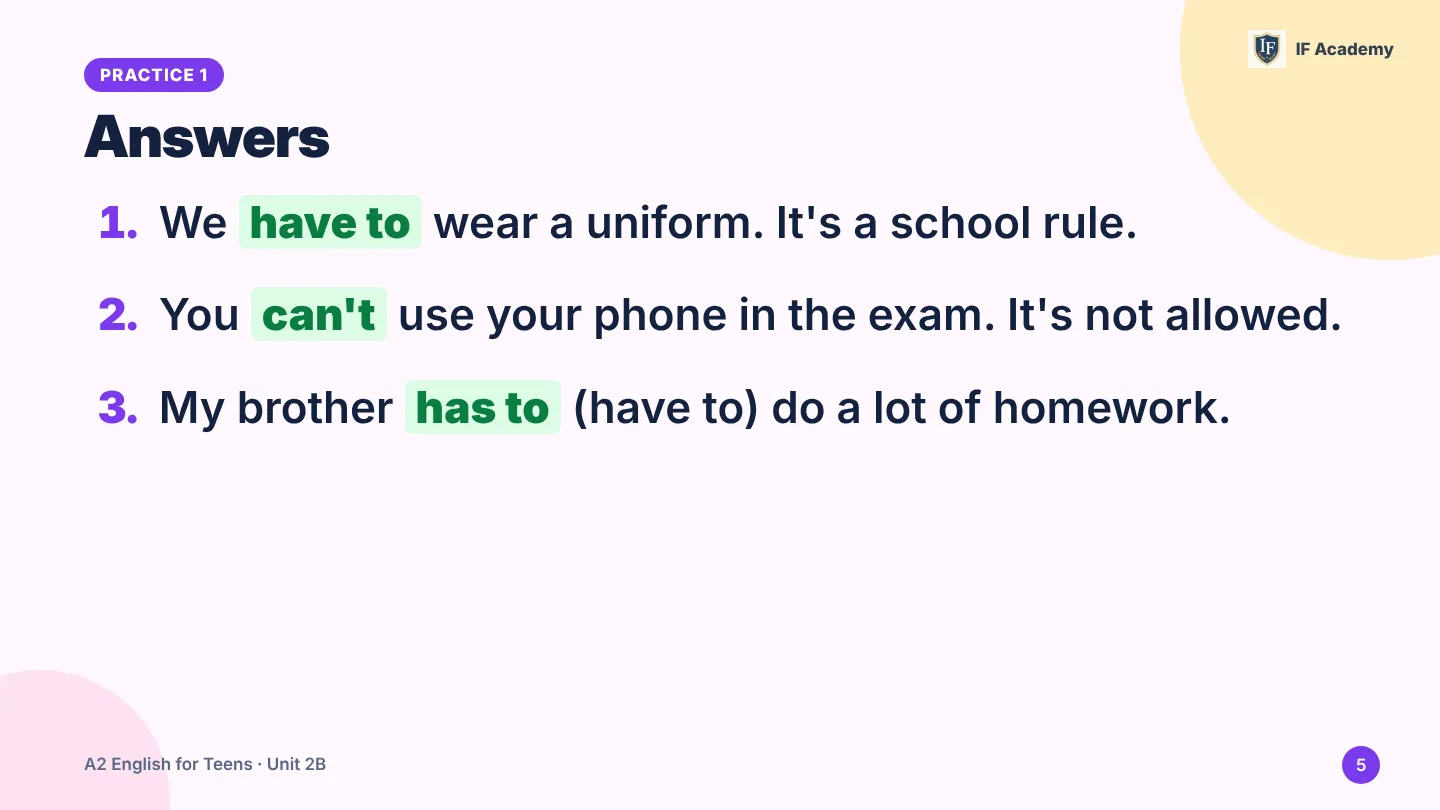 IF IF Academy
PRACTICE 1
Answers
1. We have to wear a uniform. It's a school rule.
2. You can't use your phone in the exam. It's not allowed.
3. My brother has to (have to) do a lot of homework.
A2 English for Teens · Unit 2B
5